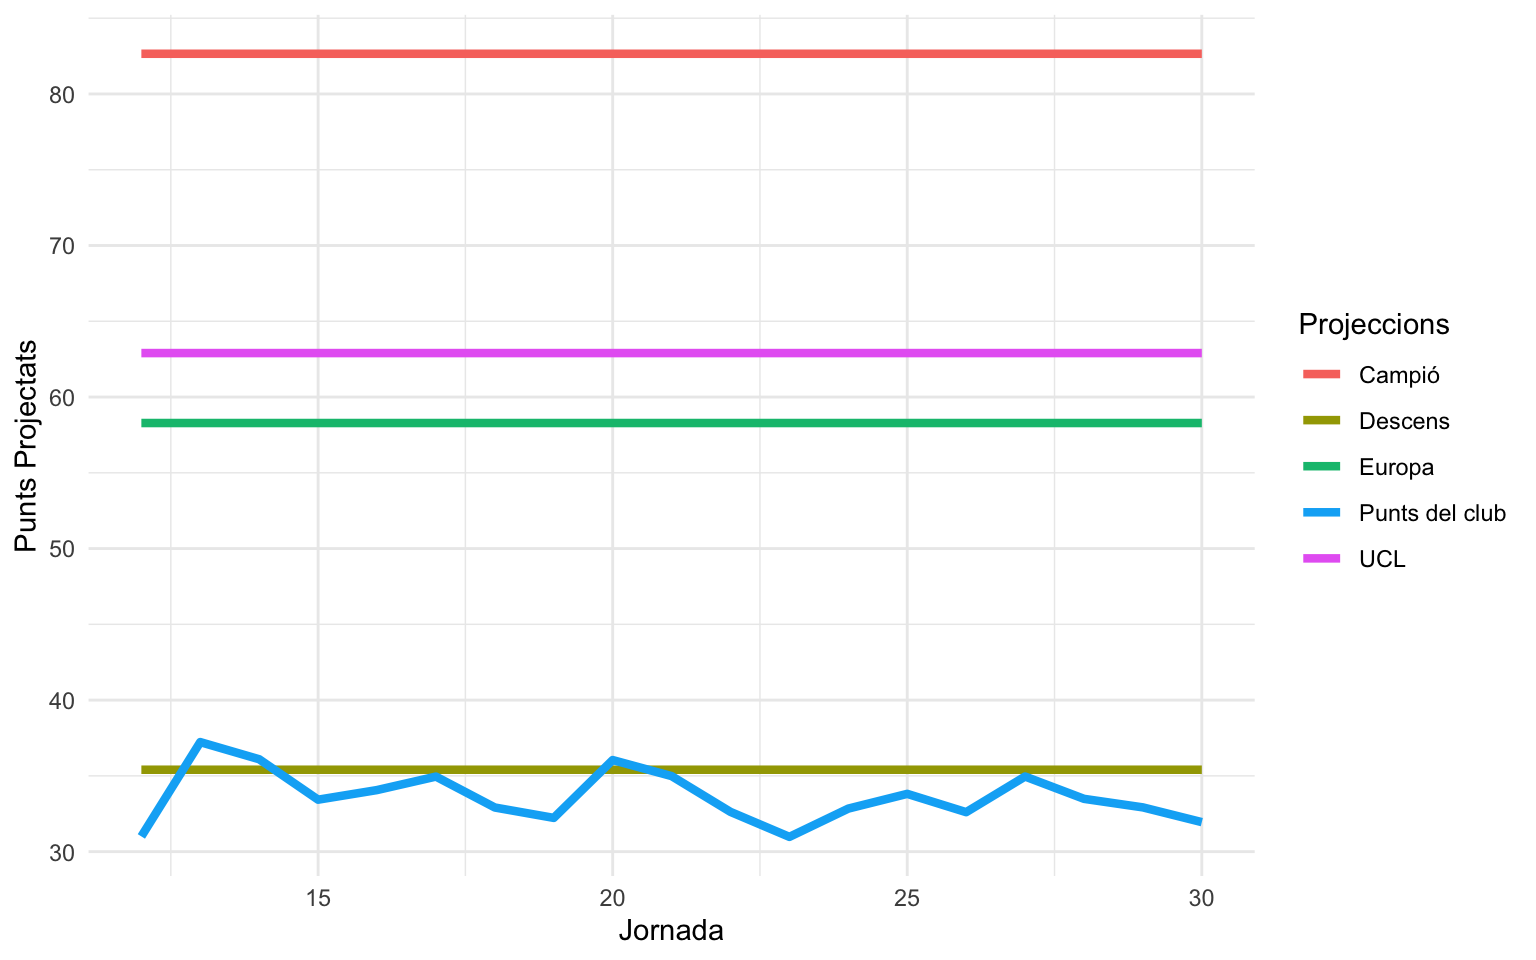 80
70
60
50
40
30
Punts Projectats
15
20
25
30
Jornada
Projeccions
Campió
Descens
Europa
Punts del club
UCL